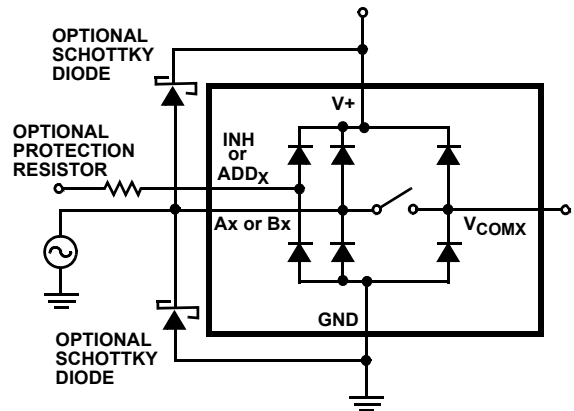 OPTIONAL
SCHOTTKY
DIODE
V+
OPTIONAL
PROTECTION
RESISTOR
INH
or
ADDX
Ax or Bx
VCOMX
GND
OPTIONAL
SCHOTTKY
DIODE